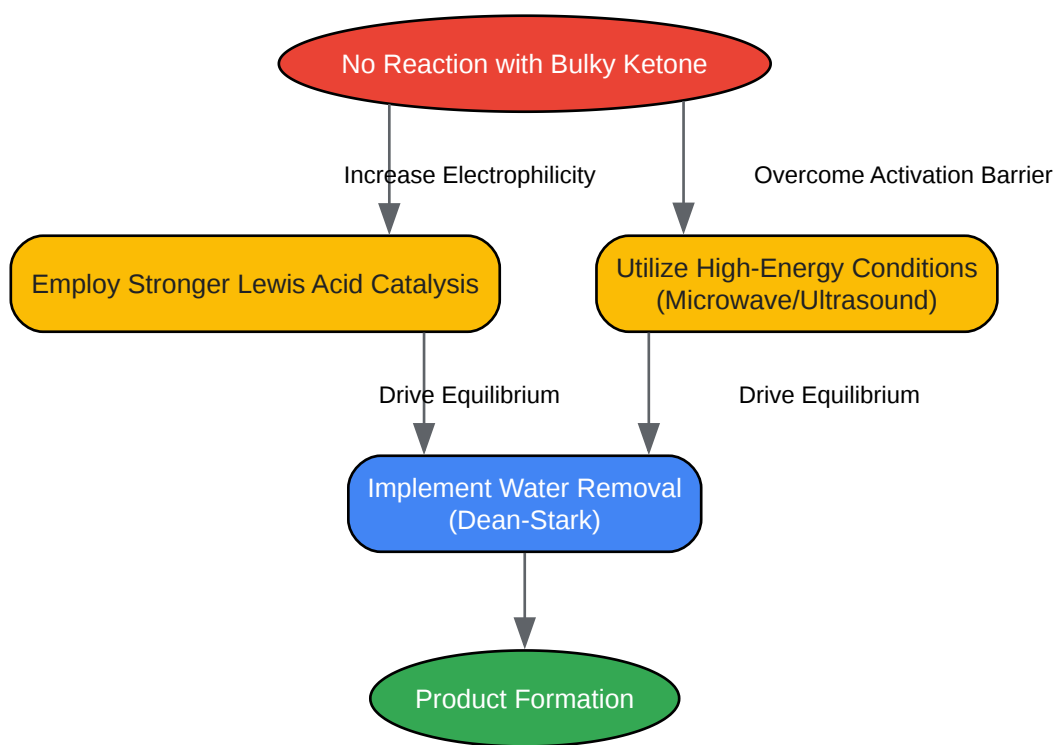 No Reaction with Bulky Ketone
Increase Electrophilicity
Overcome Activation Barrier
Employ Stronger Lewis Acid Catalysis
Utilize High-Energy Conditions
(Microwave/Ultrasound)
Drive Equilibrium
Drive Equilibrium
Implement Water Removal
(Dean-Stark)
Product Formation